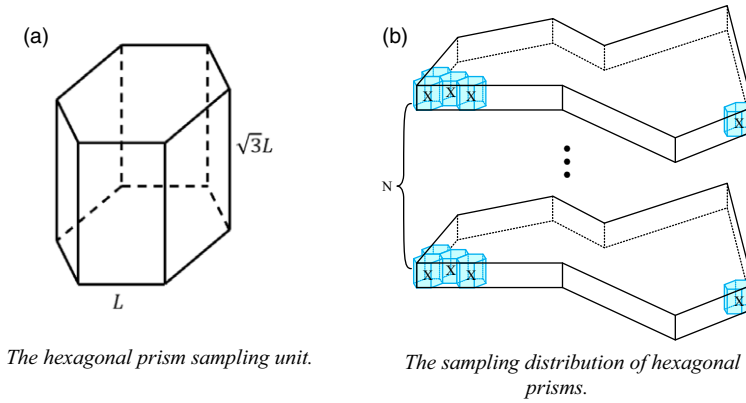 (a)
√3L
L
The hexagonal prism sampling unit.
(b)
X X X
X
N
X X X
X
The sampling distribution of hexagonal
prisms.